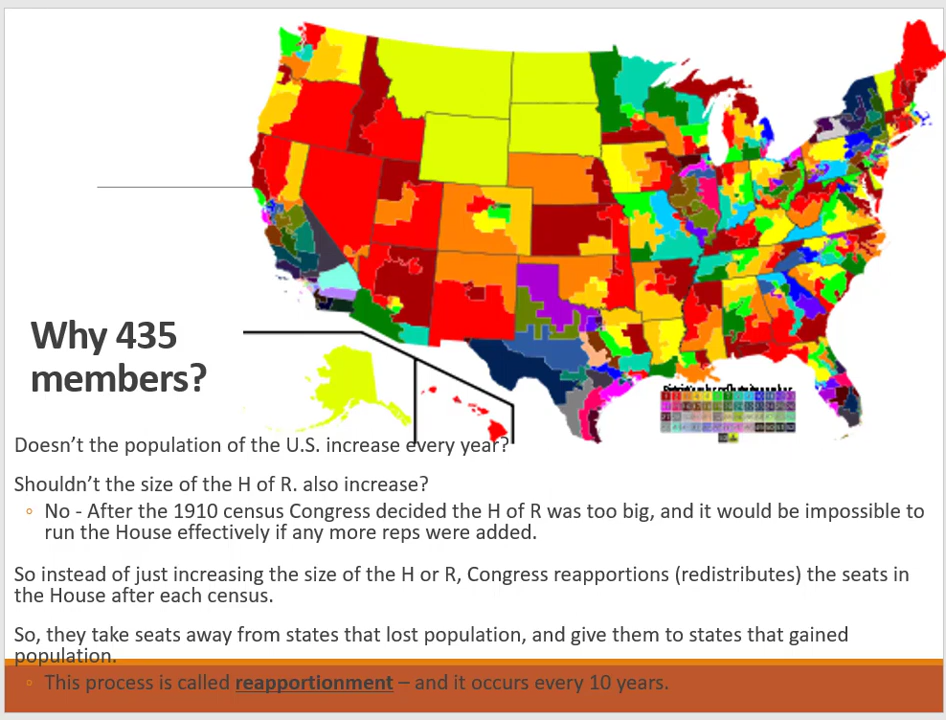 Why 435
members?
Doesn’t the population of the U.S. increase every year?
Shouldn’t the size of the H of R. also increase?
◦ No - After the 1910 census Congress decided the H of R was too big, and it would be impossible to
run the House effectively if any more reps were added.
So instead of just increasing the size of the H or R, Congress reapportions (redistributes) the seats in
the House after each census.
So, they take seats away from states that lost population, and give them to states that gained
population.
◦ This process is called reapportionment – and it occurs every 10 years.